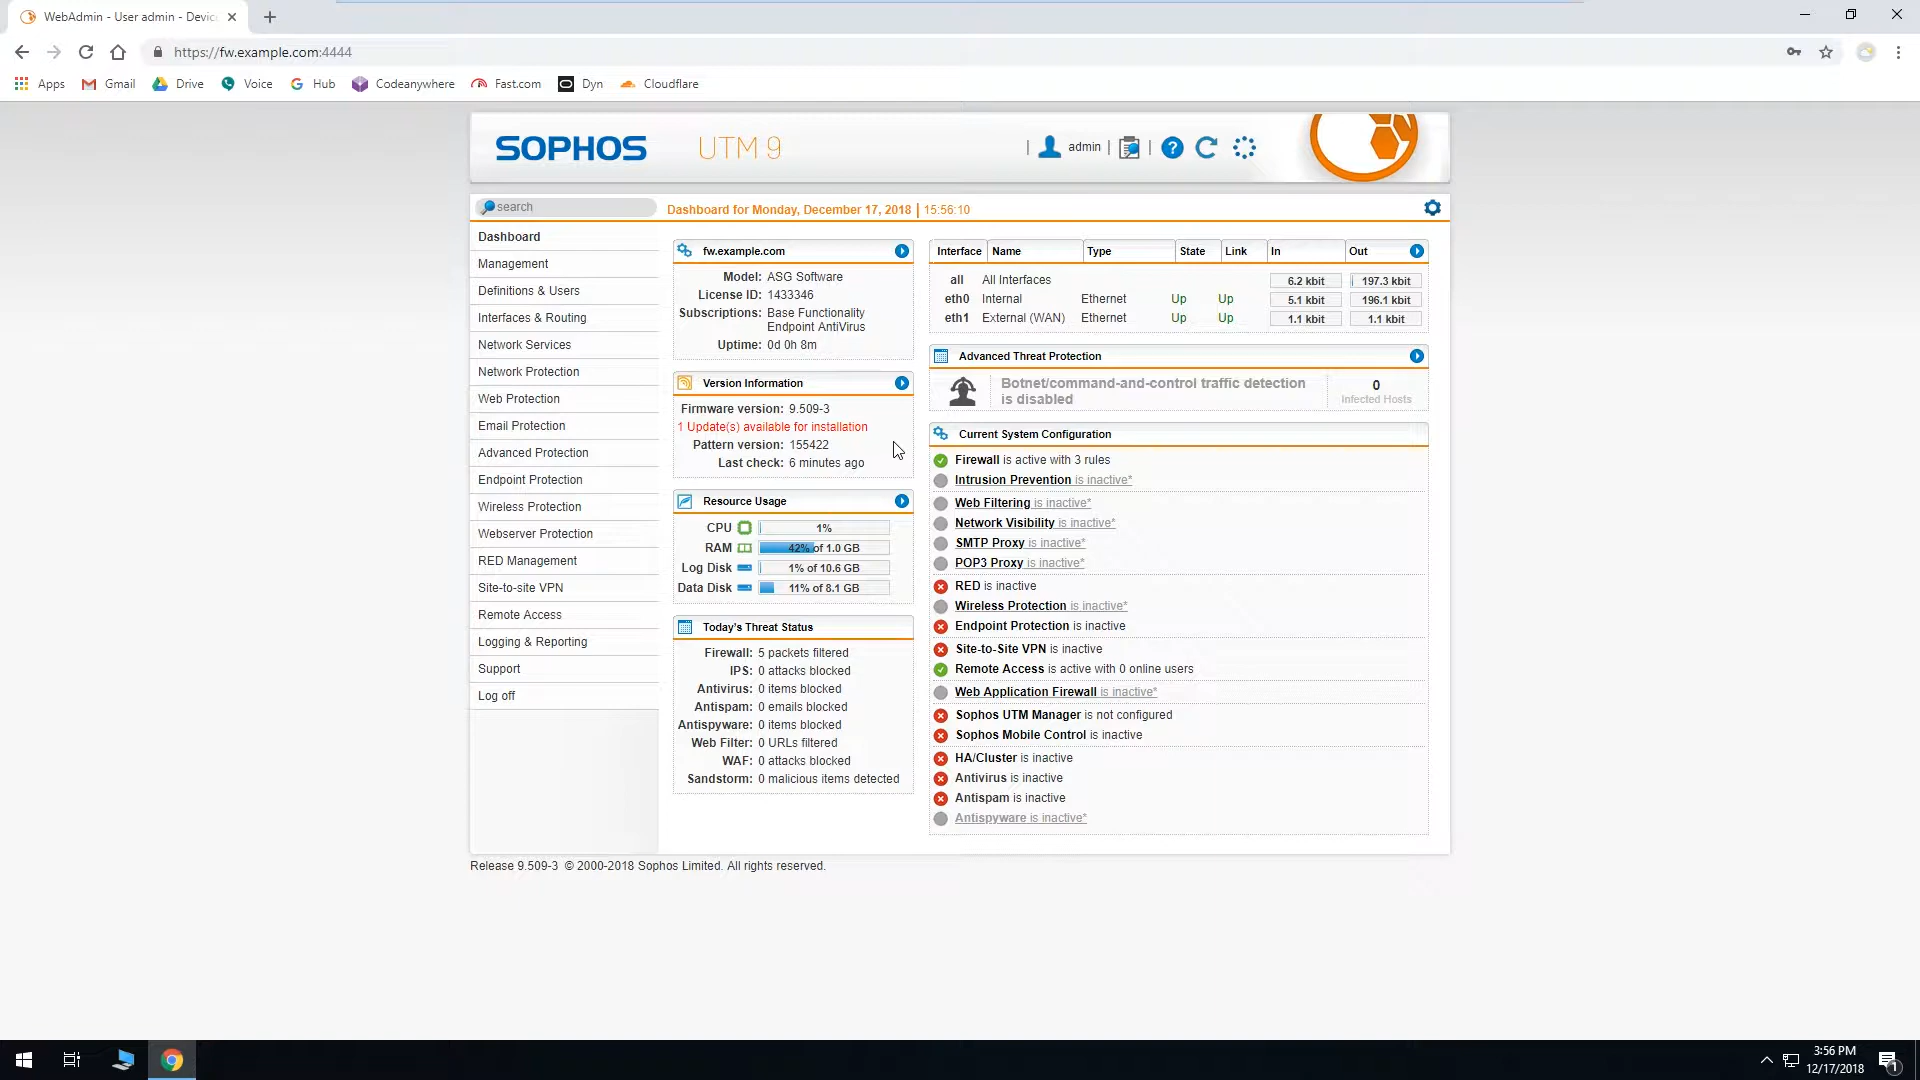 WebAdmin - User admin - Devic
https://fw.example.com:4444
Apps Gmail Drive Voice Hub Codeanywhere Fast.com Dyn Cloudflare
SOPHOS UTM 9
| admin | |
search
Dashboard for Monday, December 17, 2018 | 15:56:10
Dashboard
Management
Definitions & Users
Interfaces & Routing
Network Services
Network Protection
Web Protection
Email Protection
Advanced Protection
Endpoint Protection
Wireless Protection
Webserver Protection
RED Management
Site-to-site VPN
Remote Access
Logging & Reporting
Support
Log off
fw.example.com
Model: ASG Software
License ID: 1433346
Subscriptions: Base Functionality
Endpoint AntiVirus
Uptime: 0d 0h 8m
Version Information
Firmware version: 9.509-3
1 Update(s) available for installation
Pattern version: 155422
Last check: 6 minutes ago
Resource Usage
CPU 1%
RAM 42% of 1.0 GB
Log Disk 1% of 10.6 GB
Data Disk 11% of 8.1 GB
Today's Threat Status
Firewall: 5 packets filtered
IPS: 0 attacks blocked
Antivirus: 0 items blocked
Antispam: 0 emails blocked
Antispyware: 0 items blocked
Web Filter: 0 URLs filtered
WAF: 0 attacks blocked
Sandstorm: 0 malicious items detected
Interface Name Type State Link In Out
all All Interfaces 6.2 kbit 197.3 kbit
eth0 Internal Ethernet Up Up 5.1 kbit 196.1 kbit
eth1 External (WAN) Ethernet Up Up 1.1 kbit 1.1 kbit
Advanced Threat Protection
Botnet/command-and-control traffic detection
is disabled
0
Infected Hosts
Current System Configuration
Firewall is active with 3 rules
Intrusion Prevention is inactive*
Web Filtering is inactive*
Network Visibility is inactive*
SMTP Proxy is inactive*
POP3 Proxy is inactive*
RED is inactive
Wireless Protection is inactive*
Endpoint Protection is inactive
Site-to-Site VPN is inactive
Remote Access is active with 0 online users
Web Application Firewall is inactive*
Sophos UTM Manager is not configured
Sophos Mobile Control is inactive
HA/Cluster is inactive
Antivirus is inactive
Antispam is inactive
Antispyware is inactive*
Release 9.509-3 © 2000-2018 Sophos Limited. All rights reserved.
3:56 PM
12/17/2018
1